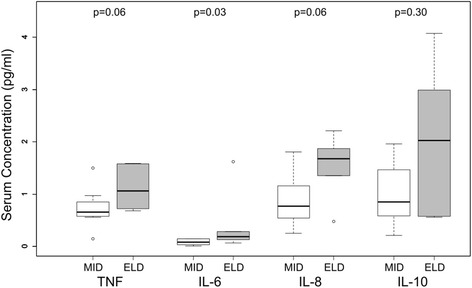 p=0.06 p=0.03 p=0.06 p=0.30
Serum Concentration (pg/ml)
4
3
2
1
0
MID ELD MID ELD MID ELD MID ELD
TNF IL-6 IL-8 IL-10